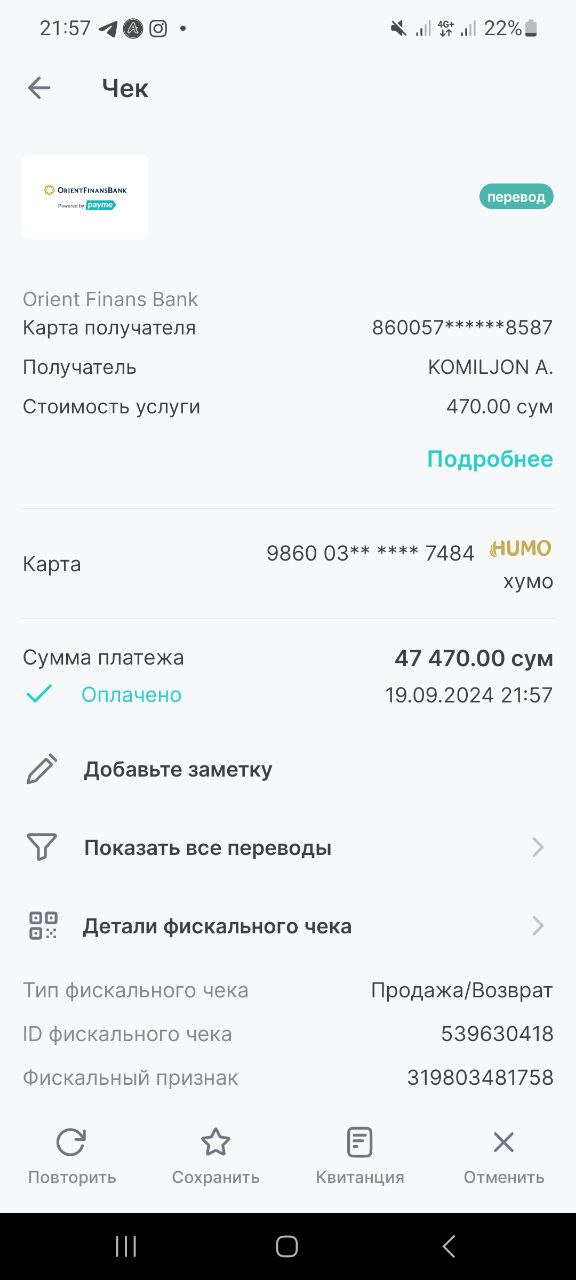 21:57
4G+
22%
Чек
ORIENTFINANSBANK
Powered by payme
перевод
Orient Finans Bank
Карта получателя 860057******8587
Получатель KOMILJON A.
Стоимость услуги 470.00 сум
Подробнее
Карта 9860 03** **** 7484 HUMO
хумо
Сумма платежа 47 470.00 сум
Оплачено 19.09.2024 21:57
Добавьте заметку
Показать все переводы
Детали фискального чека
Тип фискального чека Продажа/Возврат
ID фискального чека 539630418
Фискальный признак 319803481758
Повторить Сохранить Квитанция Отменить